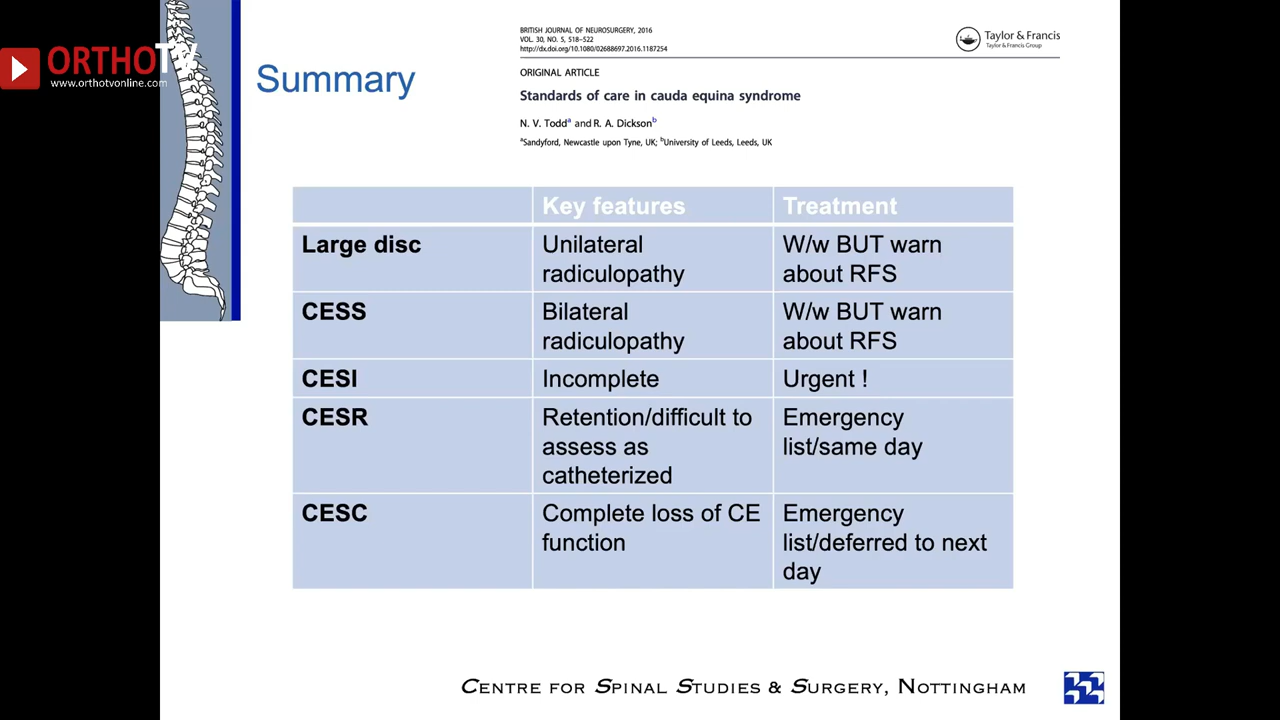 ORTHOTV
www.orthotvonline.com
Summary
BRITISH JOURNAL OF NEUROSURGERY, 2016
VOL. 30, NO. 5, 518–522
http://dx.doi.org/10.1080/02688697.2016.1187254
Taylor & Francis
Taylor & Francis Group
ORIGINAL ARTICLE
Standards of care in cauda equina syndrome
N. V. Toddᵃ and R. A. Dicksonᵇ
ᵃSandyford, Newcastle upon Tyne, UK; ᵇUniversity of Leeds, Leeds, UK
Key features
Treatment
Large disc
Unilateral
radiculopathy
W/w BUT warn
about RFS
CESS
Bilateral
radiculopathy
W/w BUT warn
about RFS
CESI
Incomplete
Urgent !
CESR
Retention/difficult to
assess as
catheterized
Emergency
list/same day
CESC
Complete loss of CE
function
Emergency
list/deferred to next
day
CENTRE FOR SPINAL STUDIES & SURGERY, NOTTINGHAM